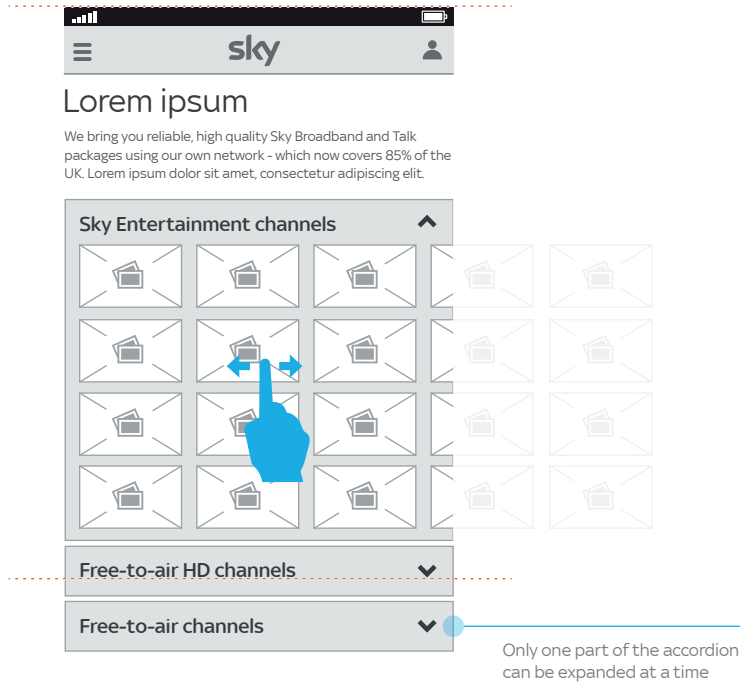 sky
Lorem ipsum
We bring you reliable, high quality Sky Broadband and Talk
packages using our own network - which now covers 85% of the
UK. Lorem ipsum dolor sit amet, consectetur adipiscing elit.
Sky Entertainment channels
Free-to-air HD channels
Free-to-air channels
Only one part of the accordion
can be expanded at a time